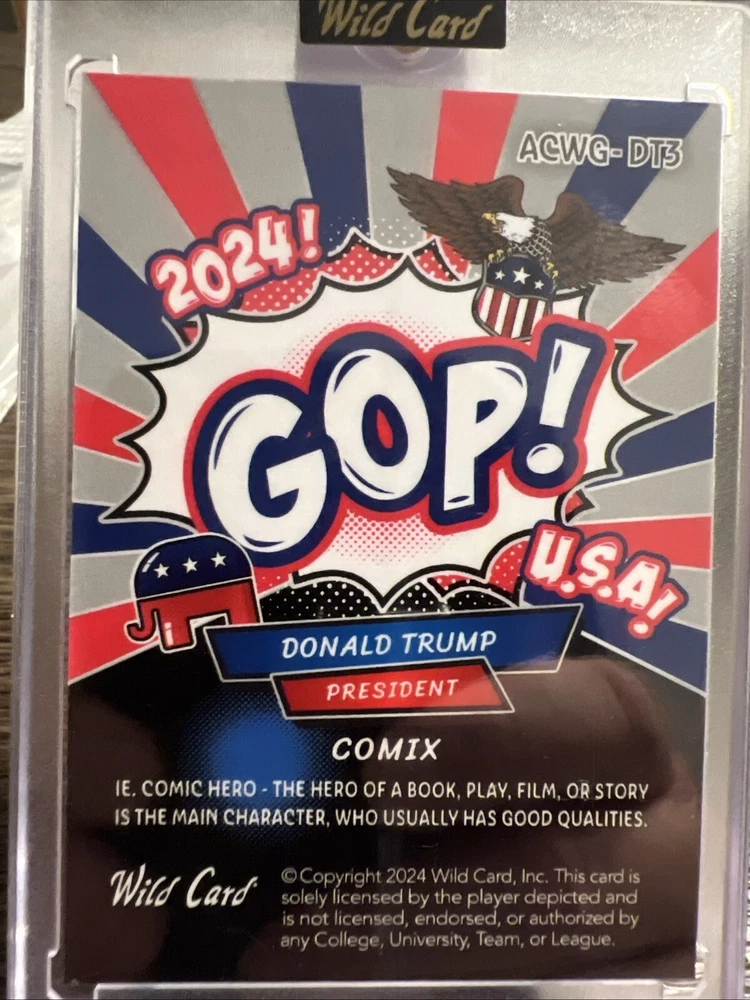 Wild Card
ACWG-DT3
2024!
GOP!
U.S.A!
DONALD TRUMP
PRESIDENT
COMIX
IE. COMIC HERO - THE HERO OF A BOOK, PLAY, FILM, OR STORY
IS THE MAIN CHARACTER, WHO USUALLY HAS GOOD QUALITIES.
Wild Card
©Copyright 2024 Wild Card, Inc. This card is
solely licensed by the player depicted and
is not licensed, endorsed, or authorized by
any College, University, Team, or League.